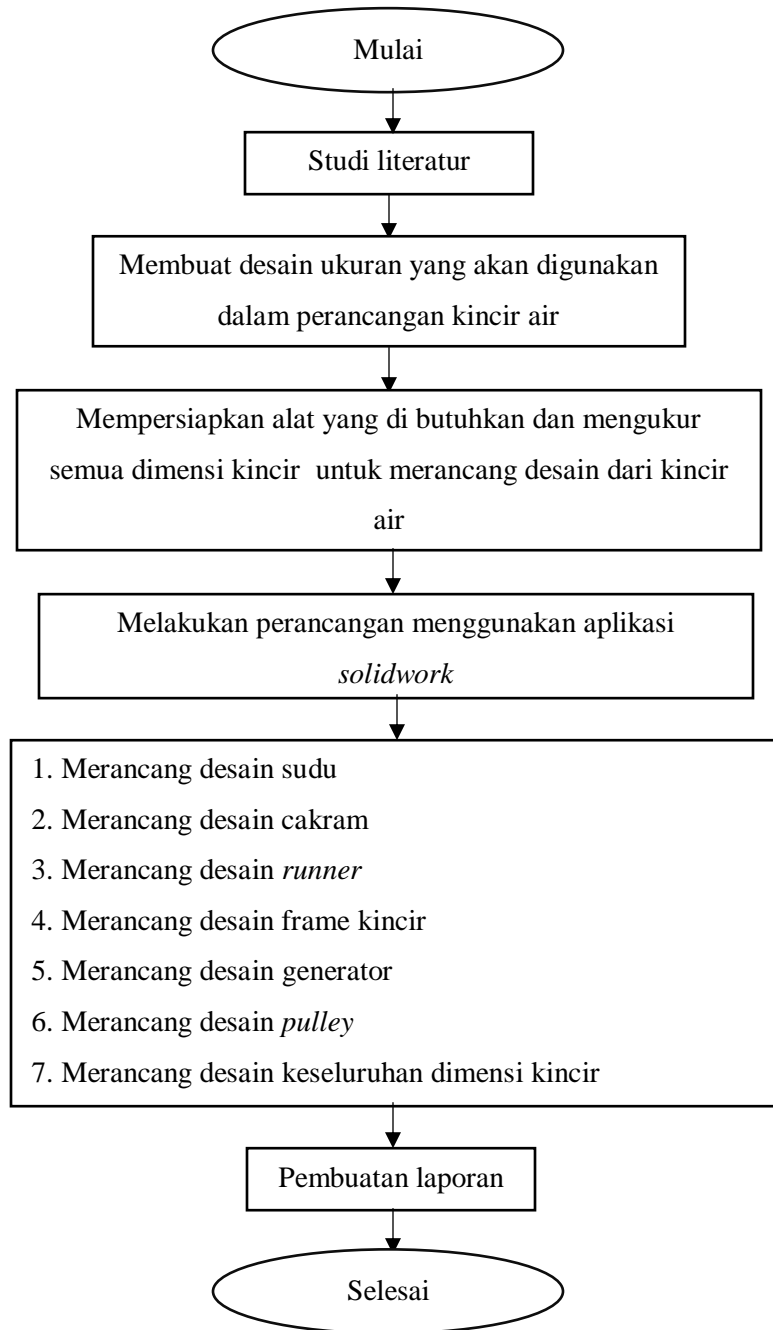 Mulai
Studi literatur
Membuat desain ukuran yang akan digunakan
dalam perancangan kincir air
Mempersiapkan alat yang di butuhkan dan mengukur
semua dimensi kincir  untuk merancang desain dari kincir
air
Melakukan perancangan menggunakan aplikasi
solidwork
1. Merancang desain sudu
2. Merancang desain cakram
3. Merancang desain runner
4. Merancang desain frame kincir
5. Merancang desain generator
6. Merancang desain pulley
7. Merancang desain keseluruhan dimensi kincir
Pembuatan laporan
Selesai